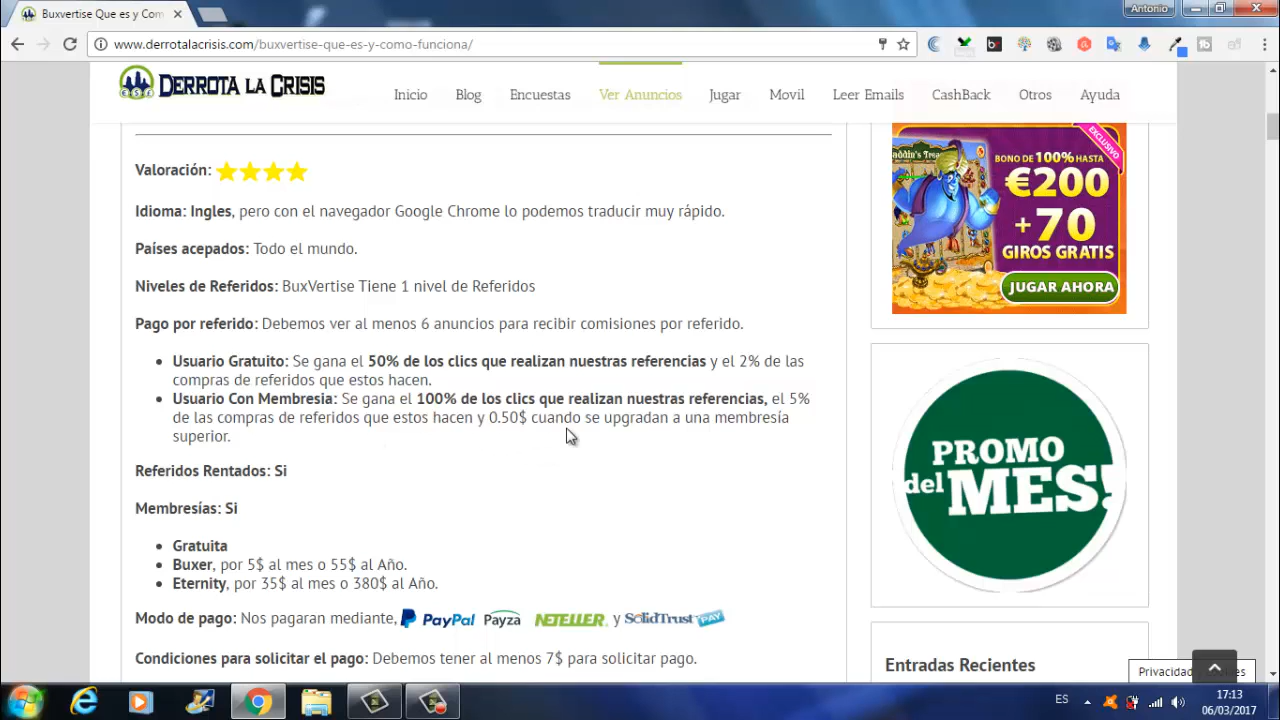 Buxvertise Que es y Com
Antonio
www.derrotalacrisis.com/buxvertise-que-es-y-como-funciona/
DERROTA LA CRISIS
Inicio
Blog
Encuestas
Ver Anuncios
Jugar
Movil
Leer Emails
CashBack
Otros
Ayuda
Valoración:
Idioma: Ingles, pero con el navegador Google Chrome lo podemos traducir muy rápido.
Países acepados: Todo el mundo.
Niveles de Referidos: BuxVertise Tiene 1 nivel de Referidos
Pago por referido: Debemos ver al menos 6 anuncios para recibir comisiones por referido.
• Usuario Gratuito: Se gana el 50% de los clics que realizan nuestras referencias y el 2% de las
compras de referidos que estos hacen.
• Usuario Con Membresia: Se gana el 100% de los clics que realizan nuestras referencias, el 5%
de las compras de referidos que estos hacen y 0.50$ cuando se upgradan a una membresía
superior.
Referidos Rentados: Si
Membresías: Si
• Gratuita
• Buxer, por 5$ al mes o 55$ al Año.
• Eternity, por 35$ al mes o 380$ al Año.
Modo de pago: Nos pagaran mediante, PayPal Payza NETELLER y SolidTrust PAY
Condiciones para solicitar el pago: Debemos tener al menos 7$ para solicitar pago.
EXCLUSIVO
BONO DE 100% HASTA
€200
+70
GIROS GRATIS
JUGAR AHORA
PROMO
del MES!
Entradas Recientes
Privacidad y Cookies
ES
17:13
06/03/2017